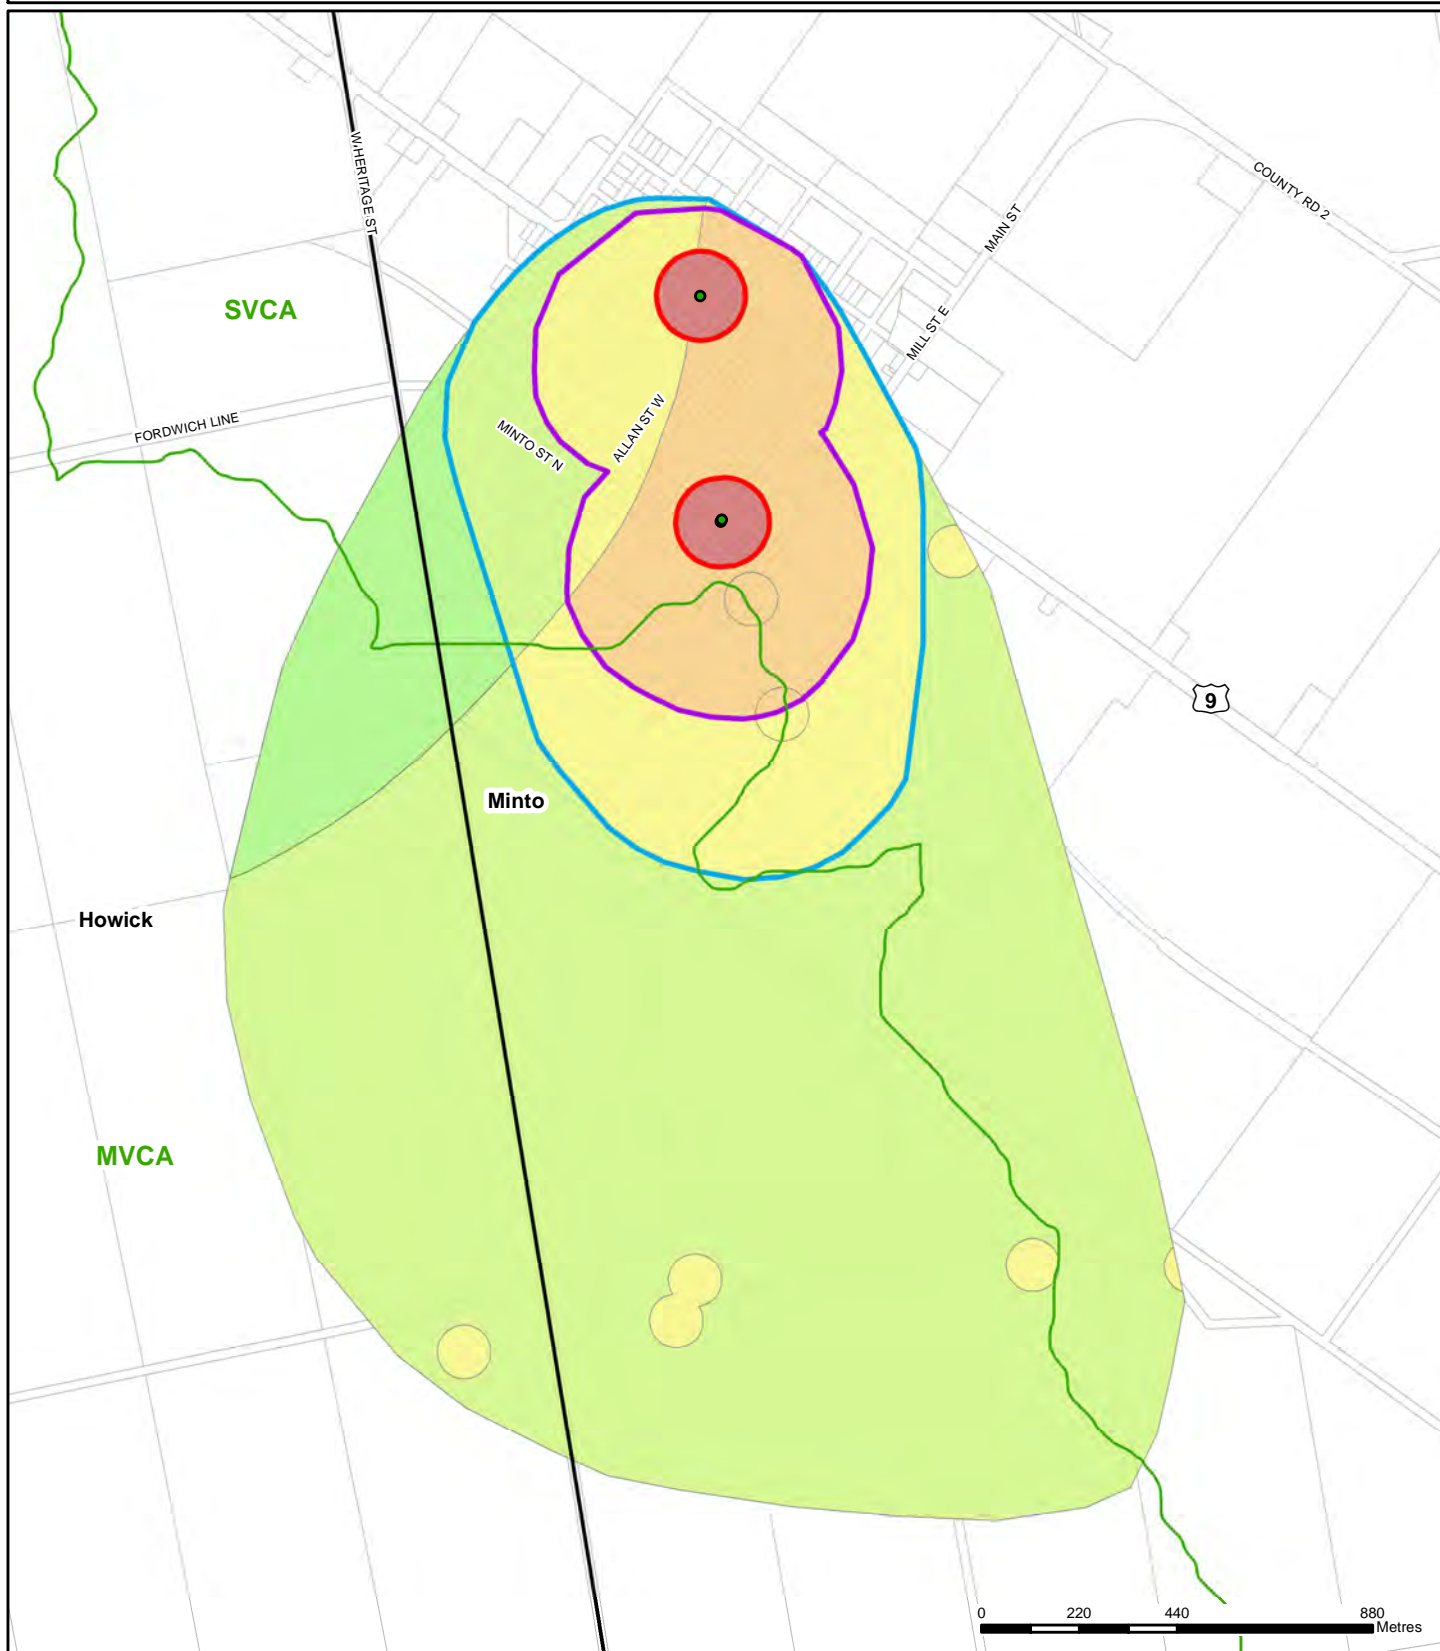 W HERITAGE ST
COUNTY RD 2
MAIN ST
SVCA
MILL ST E
FORDWICH LINE
MINTO ST N
ALLAN ST W
9
Minto
Howick
MVCA
0 220 440 880
Metres